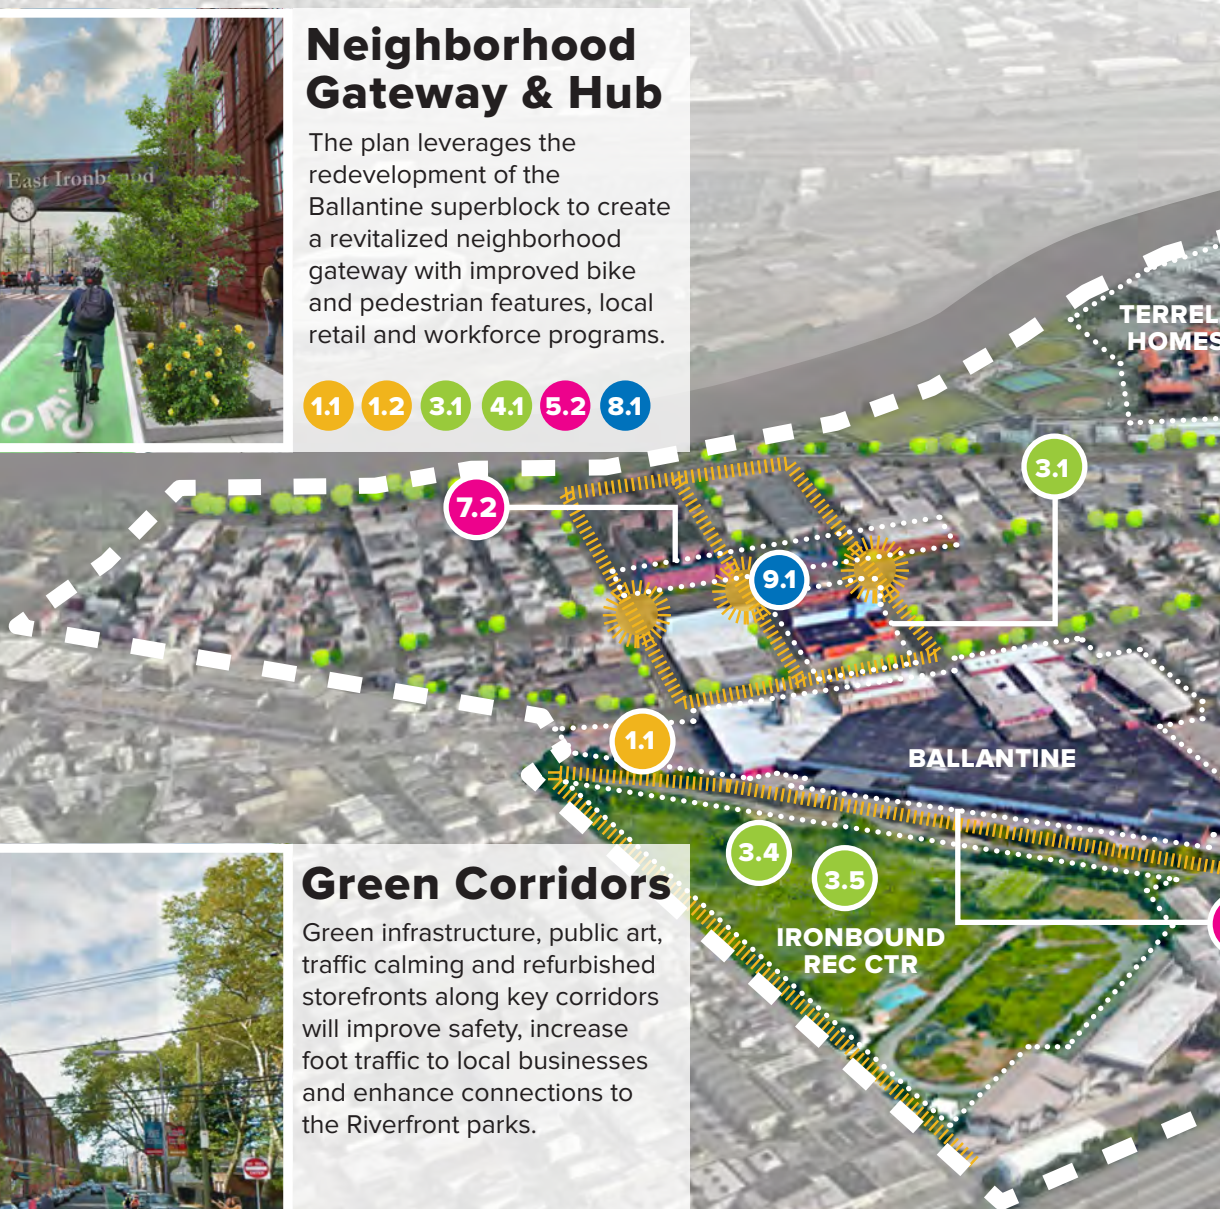 East Ironbound
Neighborhood
Gateway & Hub
The plan leverages the
redevelopment of the
Ballantine superblock to create
a revitalized neighborhood
gateway with improved bike
and pedestrian features, local
retail and workforce programs.
1.1 1.2 3.1 4.1 5.2 8.1
TERREL
HOMES
3.1
7.2
9.1
1.1
BALLANTINE
3.4
3.5
IRONBOUND
REC CTR
Green Corridors
Green infrastructure, public art,
traffic calming and refurbished
storefronts along key corridors
will improve safety, increase
foot traffic to local businesses
and enhance connections to
the Riverfront parks.